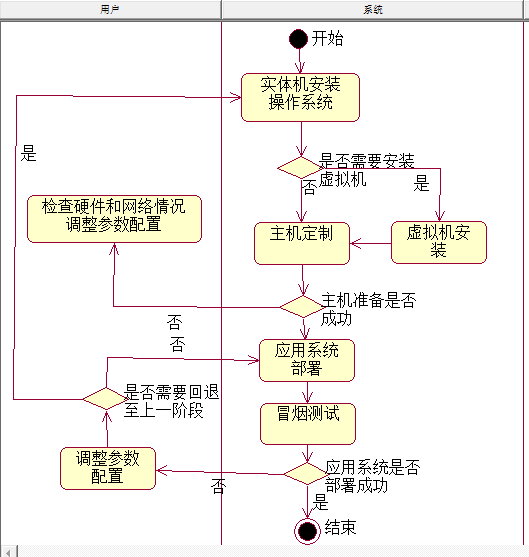 用户
系统
开始
实体机安装
操作系统
是否需要安装
虚拟机
是
否
是
检查硬件和网络情况
调整参数配置
主机定制
虚拟机安
装
主机准备是否
成功
否
否
应用系统
部署
是否需要回退
至上一阶段
冒烟测试
调整参数
配置
应用系统是否
部署成功
否
是
结束